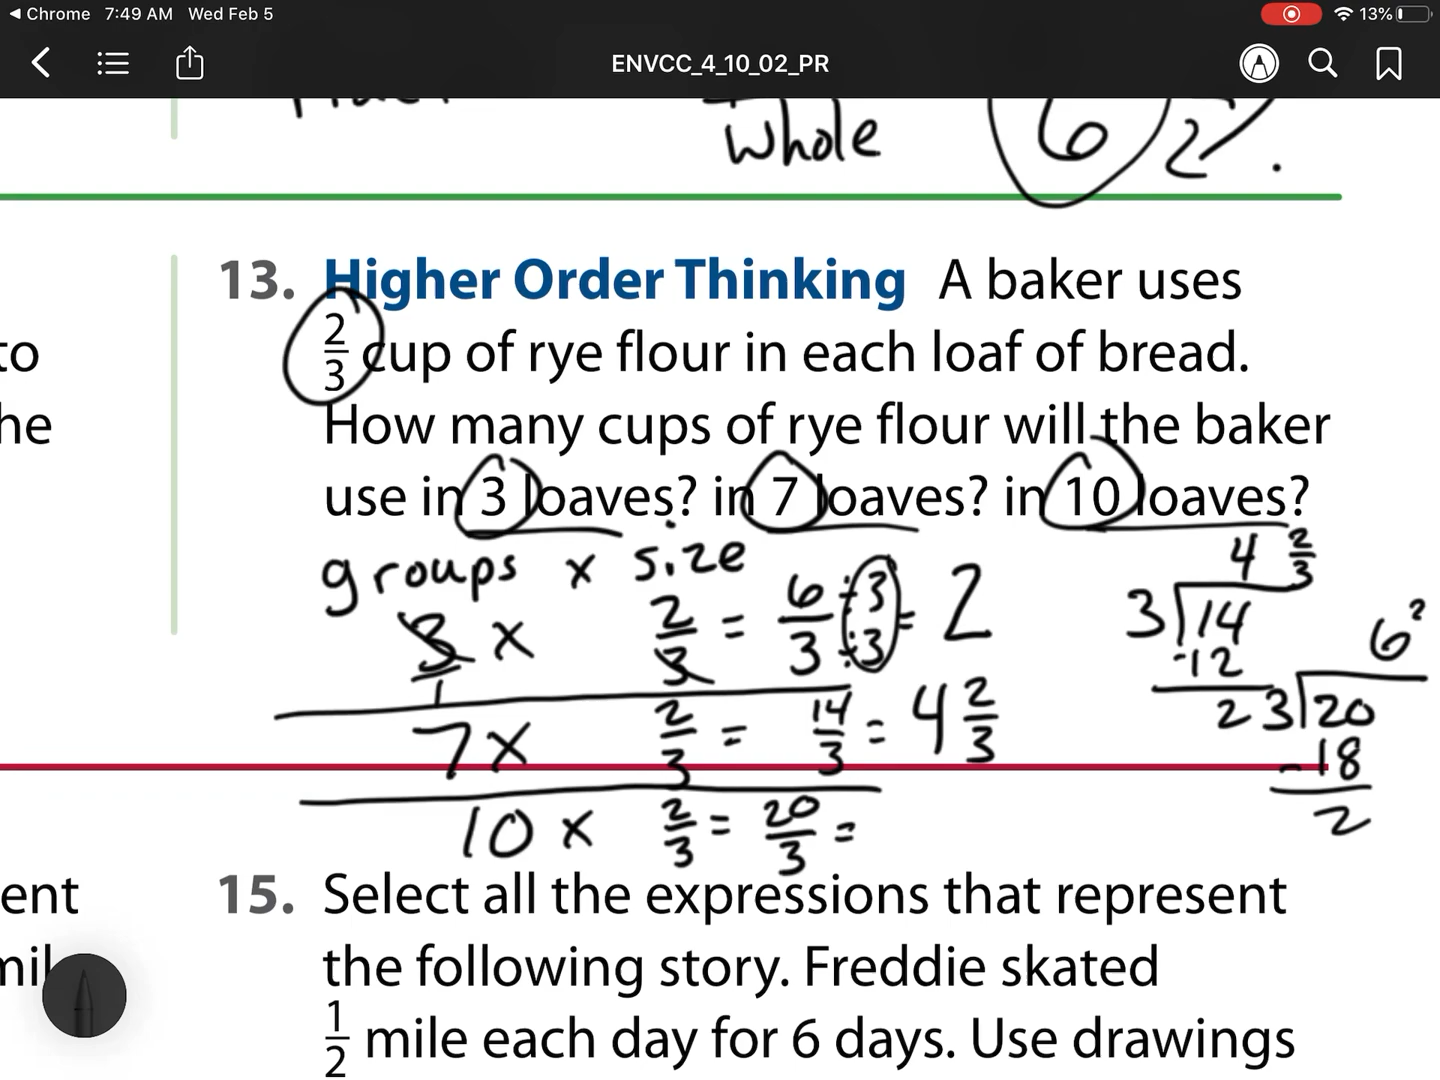 Chrome 7:49 AM Wed Feb 5 13%
ENVCC_4_10_02_PR
whole 6 2
13. Higher Order Thinking A baker uses
to 2/3 cup of rye flour in each loaf of bread.
he How many cups of rye flour will the baker
use in 3 loaves? in 7 loaves? in 10 loaves?
groups x size
3/1 x 2/3 = 6/3 ÷3/÷3 = 2
7 x 2/3 = 14/3 = 4 2/3
10 x 2/3 = 20/3 =
4 2/3
3)14
-12
2
6 2
3)20
-18
2
ent 15. Select all the expressions that represent
mil the following story. Freddie skated
1/2 mile each day for 6 days. Use drawings